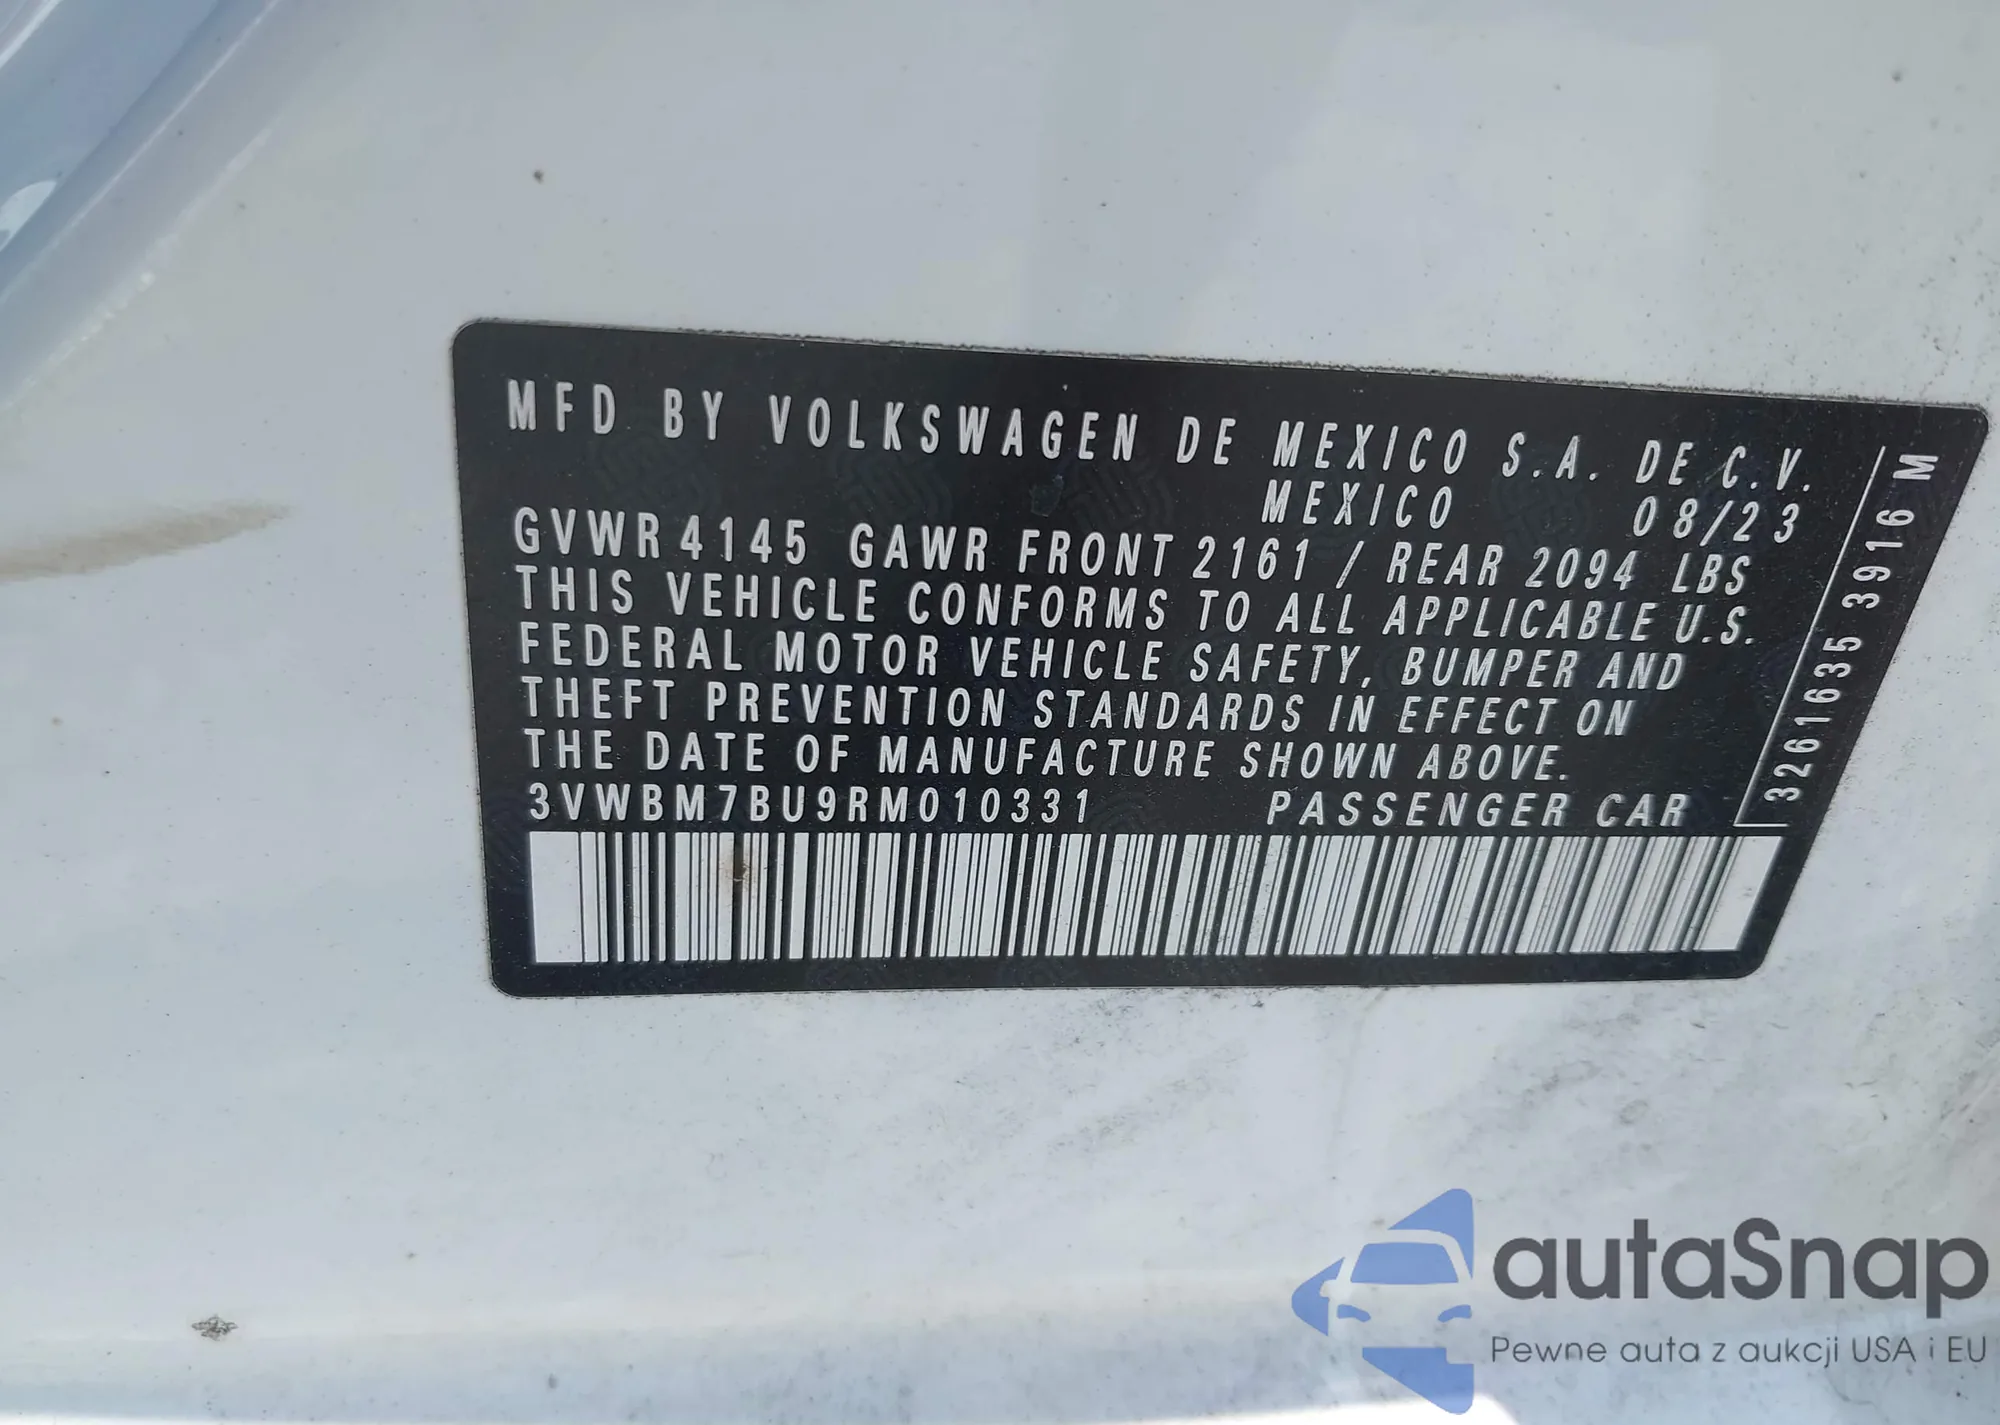 MFD BY VOLKSWAGEN DE MEXICO S.A. DE C.V.
MEXICO 08/23
GVWR 4145 GAWR FRONT 2161 / REAR 2094 LBS
THIS VEHICLE CONFORMS TO ALL APPLICABLE U.S.
FEDERAL MOTOR VEHICLE SAFETY, BUMPER AND
THEFT PREVENTION STANDARDS IN EFFECT ON
THE DATE OF MANUFACTURE SHOWN ABOVE.
3VWBM7BU9RM010331 PASSENGER CAR
3261635 3916 M
autaSnap
Pewne auta z aukcji USA i EU